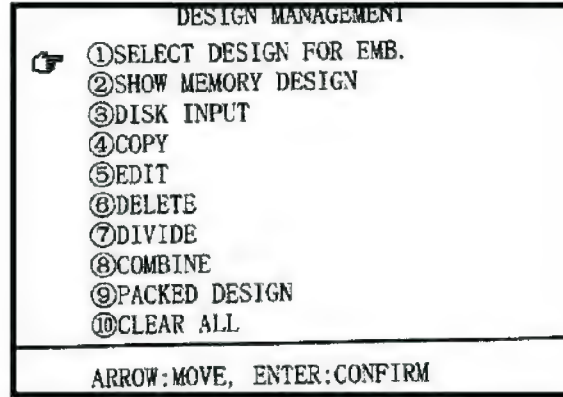 DESIGN MANAGEMENT
①SELECT DESIGN FOR EMB.
②SHOW MEMORY DESIGN
③DISK INPUT
④COPY
⑤EDIT
⑥DELETE
⑦DIVIDE
⑧COMBINE
⑨PACKED DESIGN
⑩CLEAR ALL
ARROW:MOVE, ENTER:CONFIRM